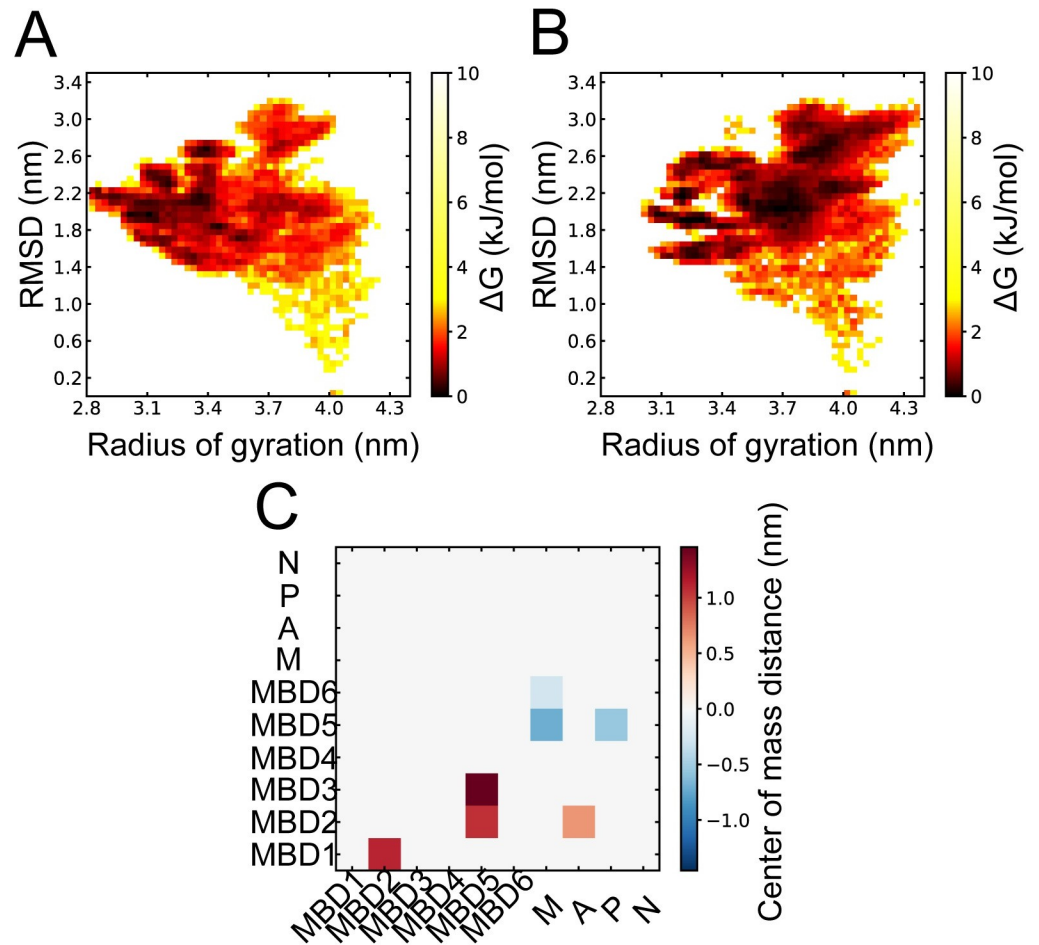 A
B
3.4
3.0
2.6
2.2
1.8
1.4
1.0
0.6
0.2
RMSD (nm)
2.8 3.1 3.4 3.7 4.0 4.3
Radius of gyration (nm)
10
8
6
4
2
0
ΔG (kJ/mol)
3.4
3.0
2.6
2.2
1.8
1.4
1.0
0.6
0.2
RMSD (nm)
2.8 3.1 3.4 3.7 4.0 4.3
Radius of gyration (nm)
10
8
6
4
2
0
ΔG (kJ/mol)
C
N
P
A
M
MBD6
MBD5
MBD4
MBD3
MBD2
MBD1
MBD1 MBD2 MBD3 MBD4 MBD5 MBD6 M A P N
1.0
0.5
0.0
−0.5
−1.0
Center of mass distance (nm)